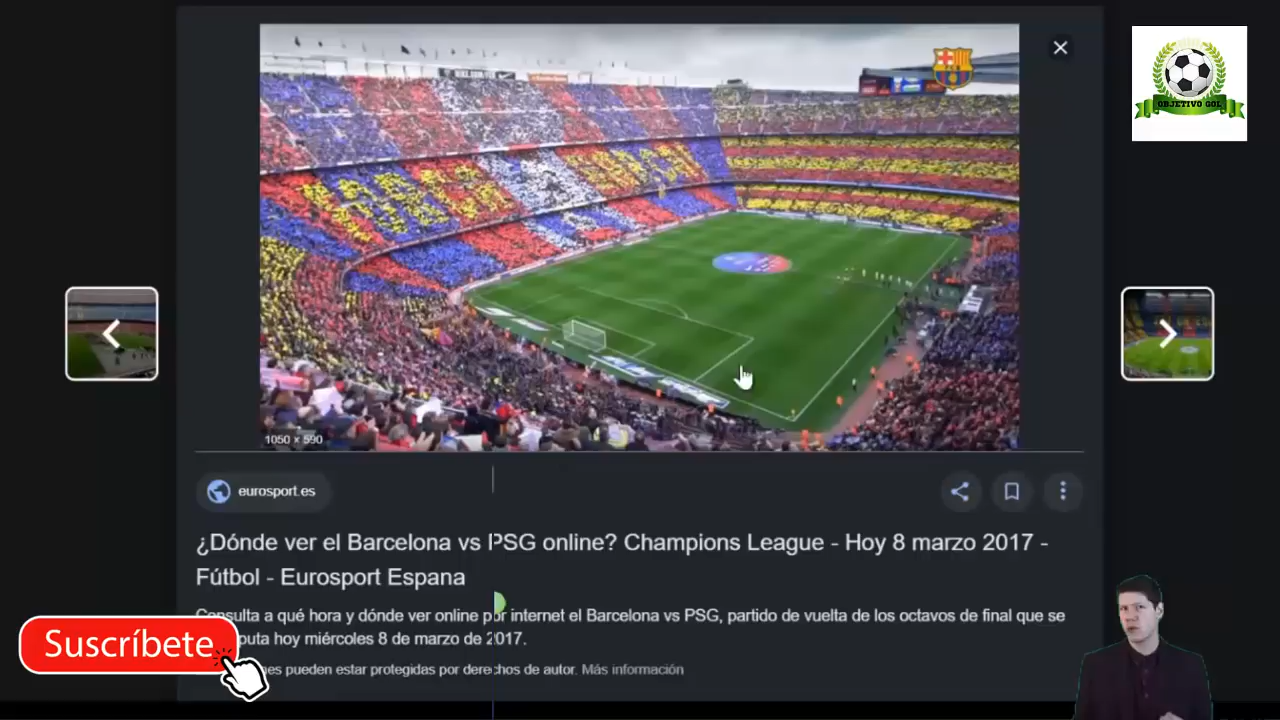 OBJETIVO GOL
1050 × 590
eurosport.es
¿Dónde ver el Barcelona vs PSG online? Champions League - Hoy 8 marzo 2017 -
Fútbol - Eurosport Espana
Consulta a qué hora y dónde ver online por internet el Barcelona vs PSG, partido de vuelta de los octavos de final que se
hoy miércoles 8 de marzo de 2017.
pueden estar protegidas por derechos de autor. Más información
Suscríbete